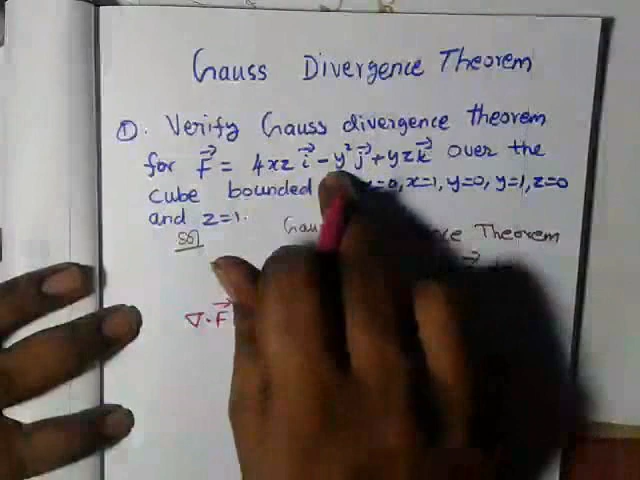 Gauss Divergence Theorem
①. Verify Gauss divergence theorem
for F⃗ = 4xz i⃗ - y² j⃗ + yz k⃗ over the
cube bounded x=0, x=1, y=0, y=1, z=0
and z=1.
Sol Theorem
∇·F⃗